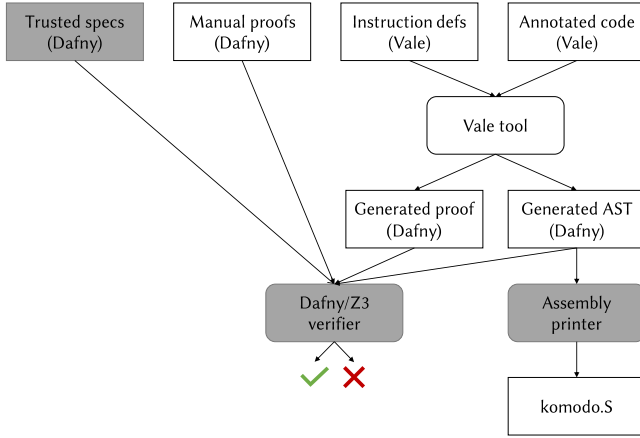 Trusted specs
(Dafny)
Manual proofs
(Dafny)
Instruction defs
(Vale)
Annotated code
(Vale)
Vale tool
Generated proof
(Dafny)
Generated AST
(Dafny)
Dafny/Z3
verifier
Assembly
printer
komodo.S